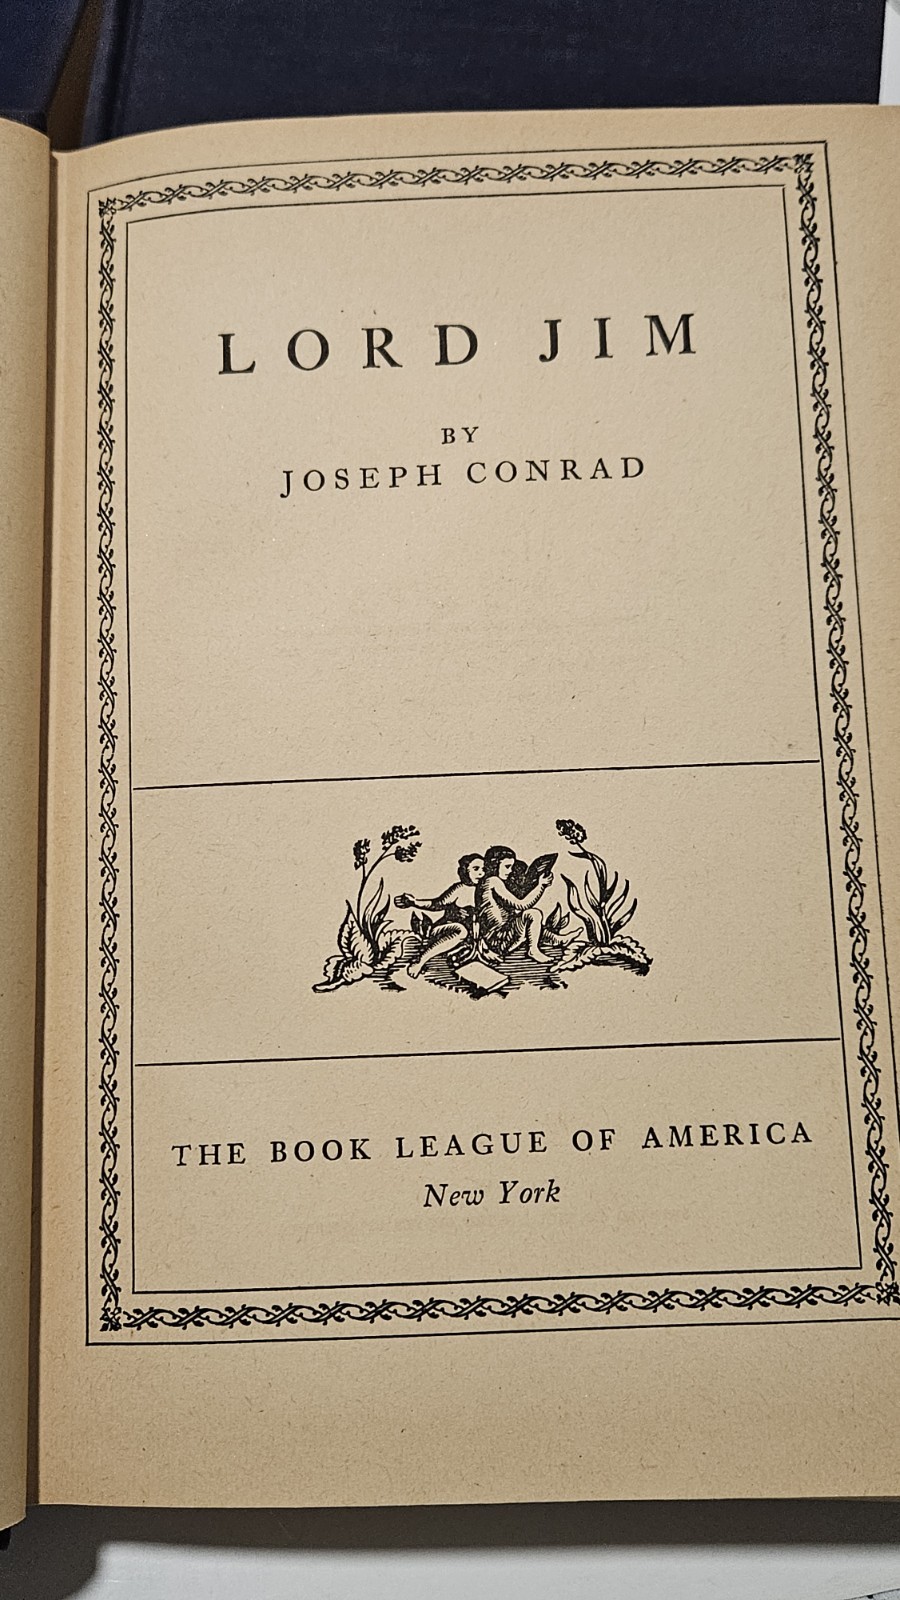 LORD JIM
BY
JOSEPH CONRAD
THE BOOK LEAGUE OF AMERICA
New York